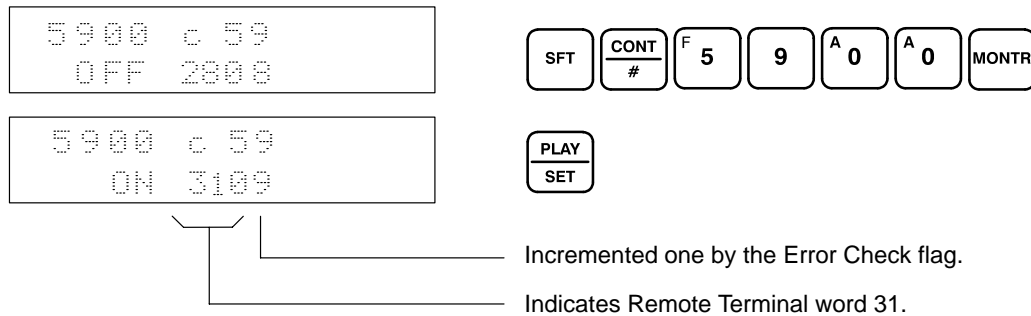 5900 c 59
OFF 2808
SFT CONT # F 5 9 A 0 A 0 MONTR
5900 c 59
ON 3109
PLAY SET
Incremented one by the Error Check flag.
Indicates Remote Terminal word 31.